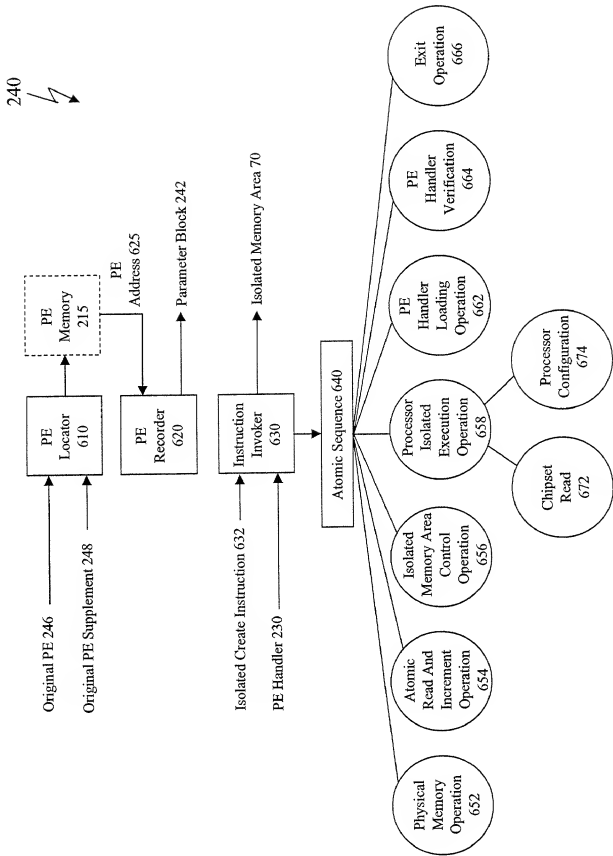 240
Original PE 246
Original PE Supplement 248
PE
Locator
610
PE
Memory
215
PE
Address 625
PE
Recorder
620
Parameter Block 242
Isolated Create Instruction 632
PE Handler 230
Instruction
Invoker
630
Isolated Memory Area 70
Atomic Sequence 640
Physical
Memory
Operation
652
Atomic
Read And
Increment
Operation
654
Isolated
Memory Area
Control
Operation
656
Processor
Isolated
Execution
Operation
658
PE
Handler
Loading
Operation
662
PE
Handler
Verification
664
Exit
Operation
666
Chipset
Read
672
Processor
Configuration
674